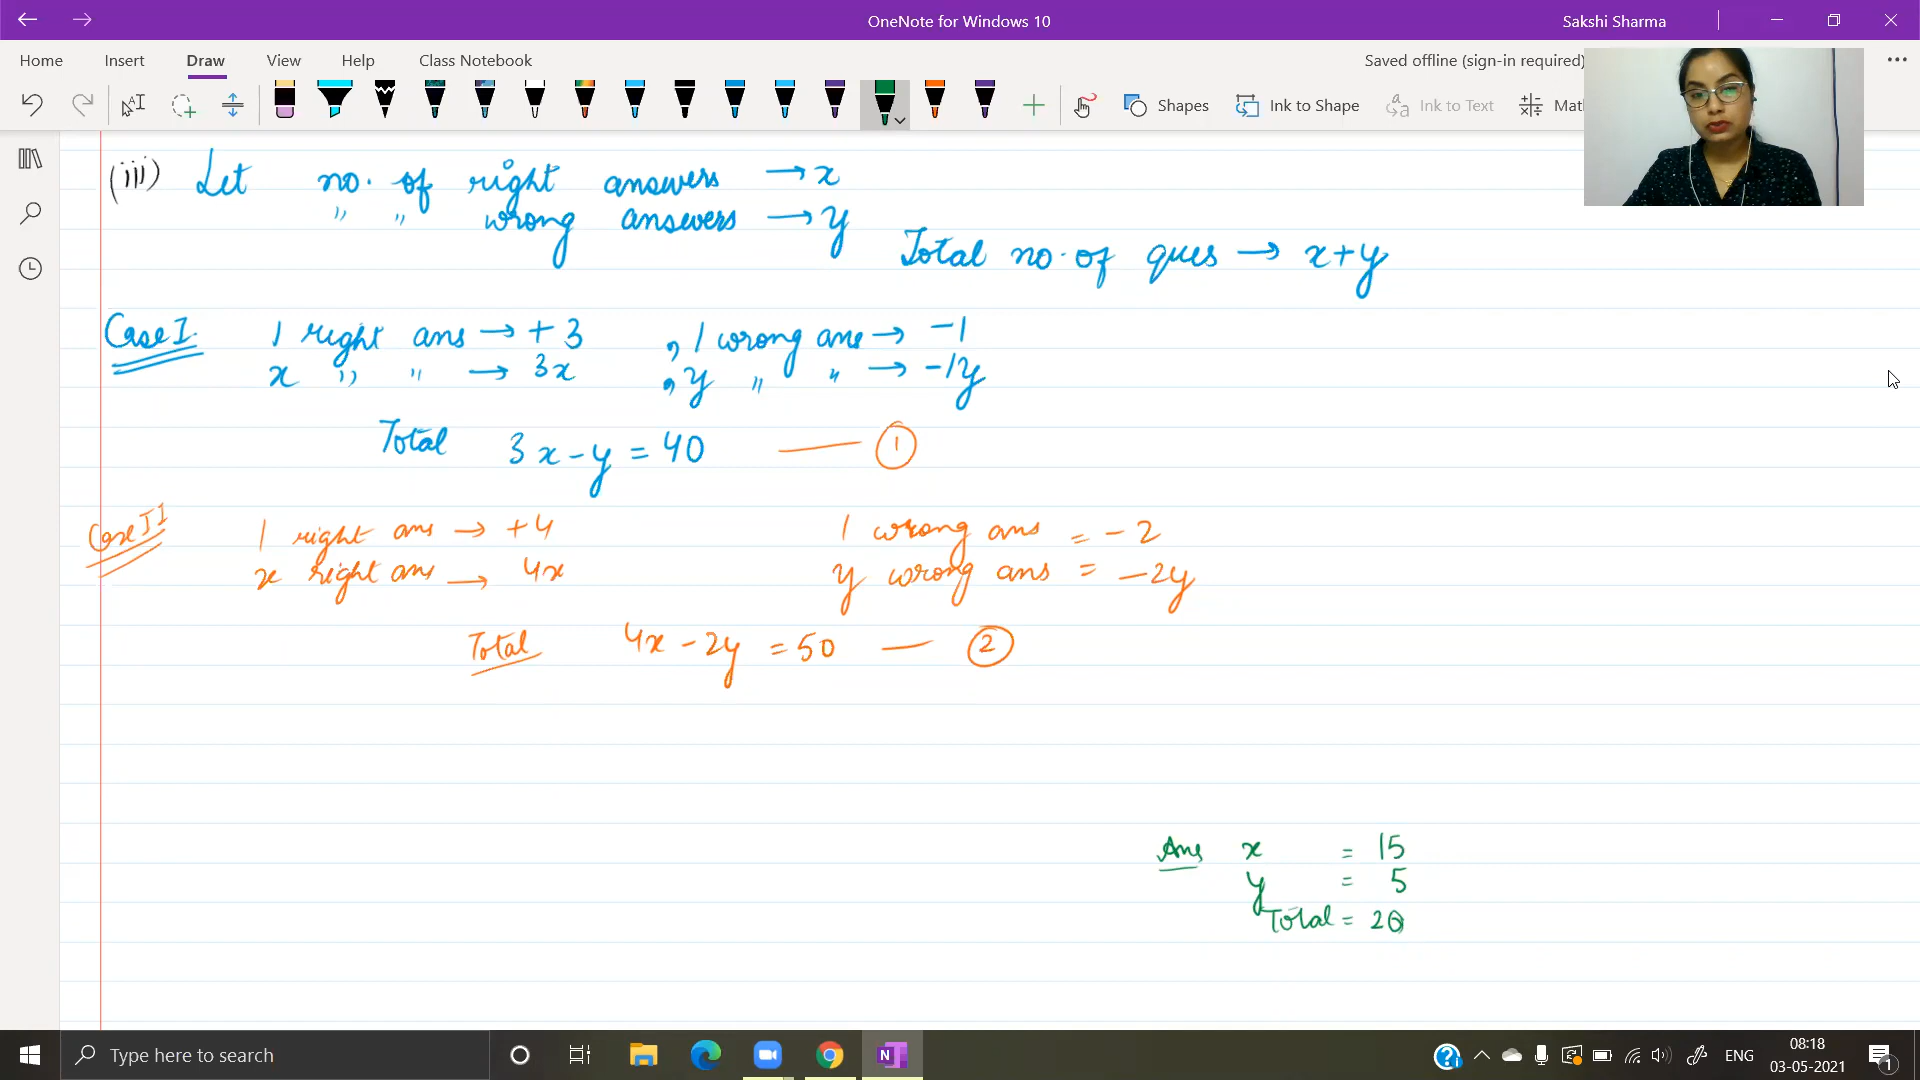 OneNote for Windows 10
Sakshi Sharma
Home Insert Draw View Help Class Notebook
Saved offline (sign-in required)
Shapes Ink to Shape Ink to Text Math
(iii) Let no. of right answers → x
" " wrong answers → y
Total no. of ques → x+y
Case I 1 right ans → +3 , 1 wrong ans → -1
x " " → 3x , y " " → -1y
Total 3x-y = 40 — 1
Case II 1 right ans → +4 1 wrong ans = -2
x right ans → 4x y wrong ans = -2y
Total 4x - 2y = 50 — 2
Ans x = 15
y = 5
Total = 20
Type here to search
ENG
08:18
03-05-2021
1